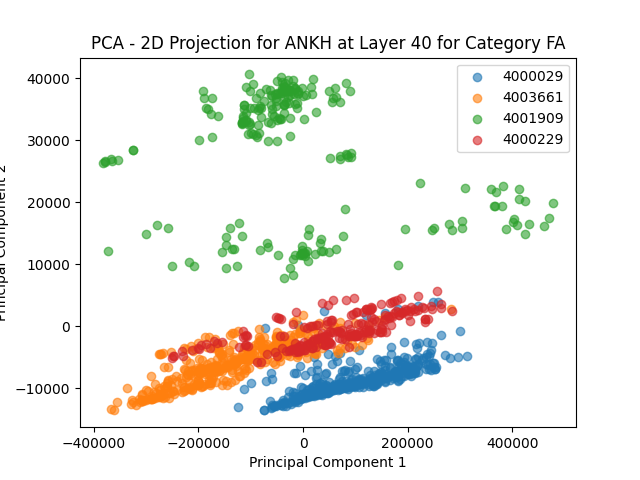 PCA - 2D Projection for ANKH at Layer 40 for Category FA
4000029
4003661
4001909
4000229
40000
30000
20000
10000
0
−10000
−400000 −200000 0 200000 400000
Principal Component 1
Principal Component 2